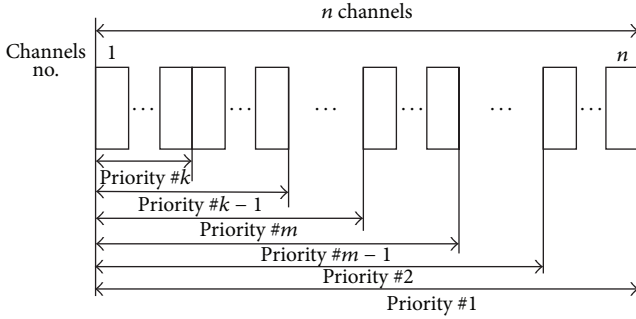 n channels
Channels no.
1
n
... ... ... ... ... ...
Priority #k
Priority #k − 1
Priority #m
Priority #m − 1
Priority #2
Priority #1